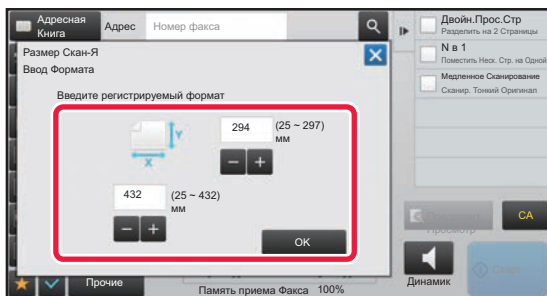 Адресная
Книга
Адрес
Номер факса
Двойн.Прос.Стр
Разделить на 2 Страницы
N в 1
Поместить Неск. Стр. на Одной
Медленное Сканирование
Сканир. Тонкий Оригинал
Размер Скан-Я
Ввод Формата
Введите регистрируемый формат
Y
X
294
(25 ~ 297)
мм
432
(25 ~ 432)
мм
OK
CA
Прочие
Память приема Факса 100%
Динамик